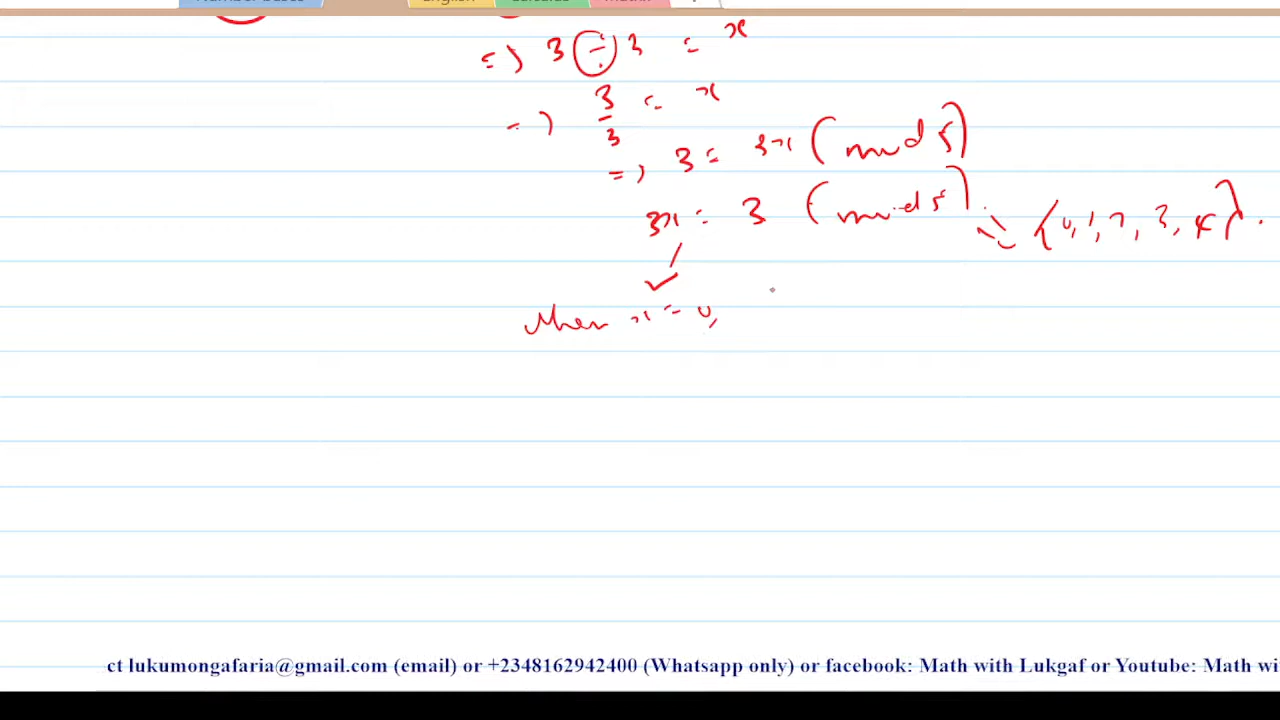 English
=> 3 ÷ 3 = x
=> 3/3 = x
=> 3 = 3x (mod 5)
3x = 3 (mod 5). {0, 1, 2, 3, 4}.
When x = 0,
ct lukumongafaria@gmail.com (email) or +2348162942400 (Whatsapp only) or facebook: Math with Lukgaf or Youtube: Math wi